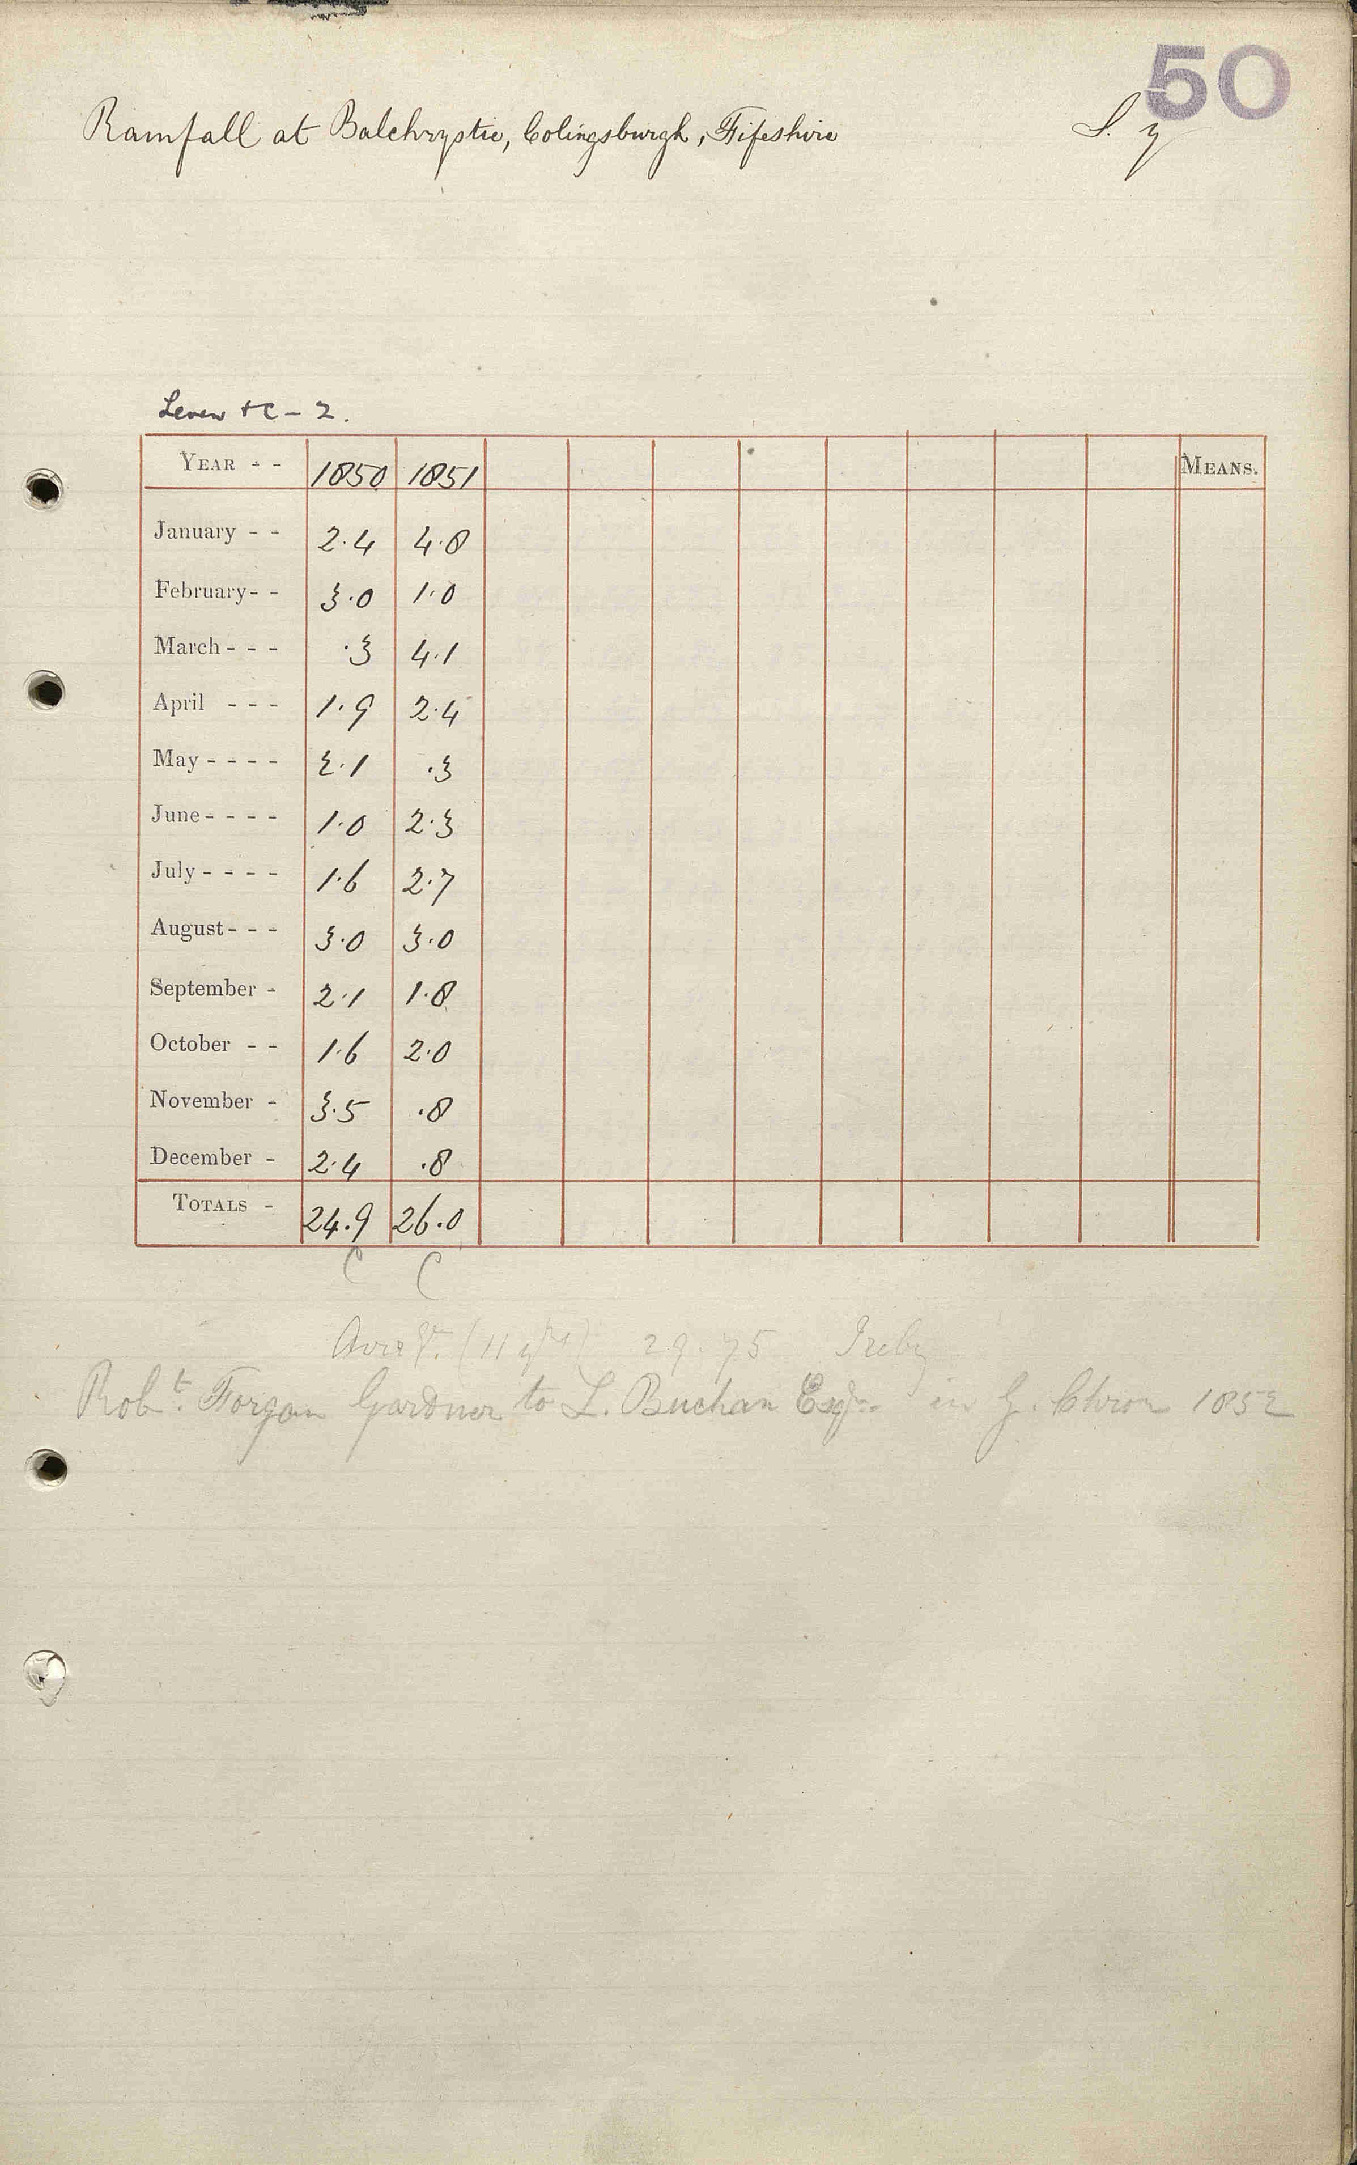 50
Rainfall at Balchrystie, Colingsburgh, Fifeshire
Leven + C - 2.
YEAR - - 1850 1851 MEANS.
January - - 2.4 4.8
February - - 3.0 1.0
March - - - .3 4.1
April - - - 1.9 2.4
May - - - - 2.1 .3
June - - - - 1.0 2.3
July - - - - 1.6 2.7
August - - - 3.0 3.0
September - 2.1 1.8
October - - 1.6 2.0
November - 3.5 .8
December - 2.4 .8
TOTALS - 24.9 26.0
C C
(11 yrs) 29.75 Ireby
Robt. Forgan Gardner to L. Buchan Esqr. in G. Chron 1852